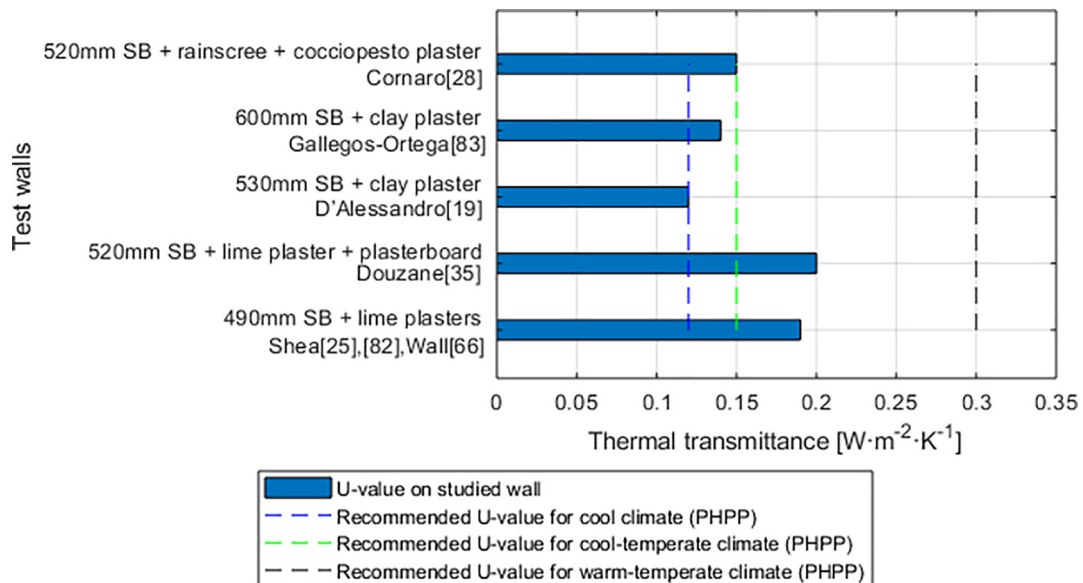 520mm SB + rainscree + cocciopesto plaster
Cornaro[28]
600mm SB + clay plaster
Gallegos-Ortega[83]
530mm SB + clay plaster
D'Alessandro[19]
520mm SB + lime plaster + plasterboard
Douzane[35]
490mm SB + lime plasters
Shea[25],[82],Wall[66]
Test walls
0 0.05 0.1 0.15 0.2 0.25 0.3 0.35
Thermal transmittance [W·m⁻²·K⁻¹]
U-value on studied wall
Recommended U-value for cool climate (PHPP)
Recommended U-value for cool-temperate climate (PHPP)
Recommended U-value for warm-temperate climate (PHPP)